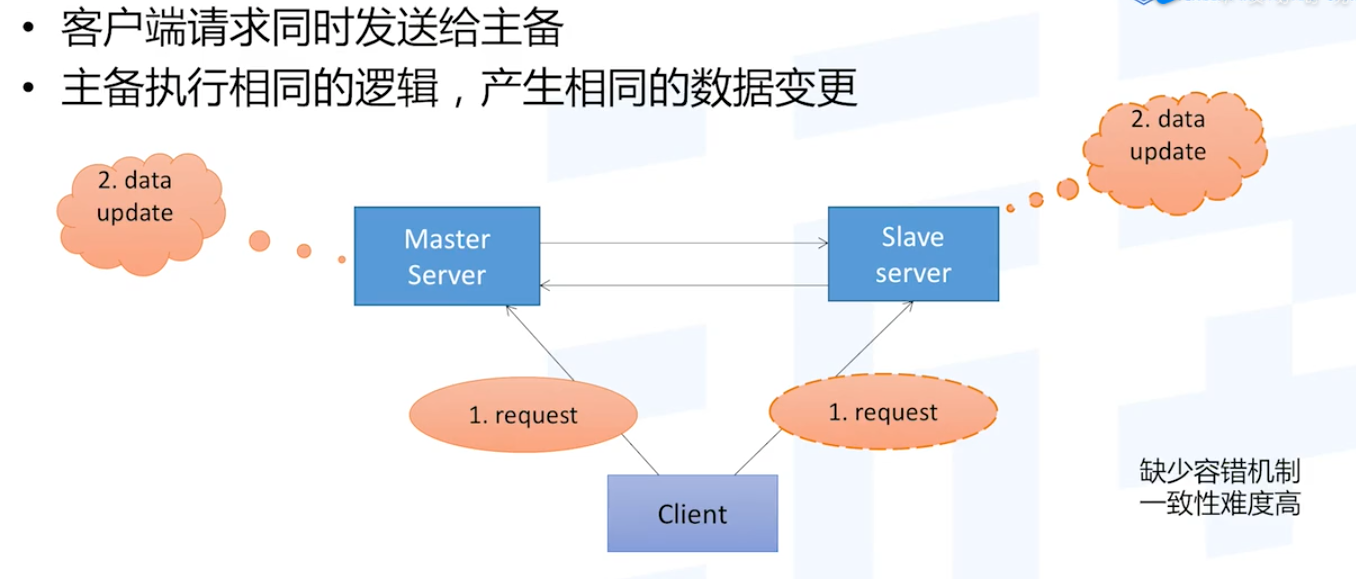 • 客户端请求同时发送给主备
• 主备执行相同的逻辑，产生相同的数据变更
2. data
update
2. data
update
Master
Server
Slave
server
1. request
1. request
Client
缺少容错机制
一致性难度高